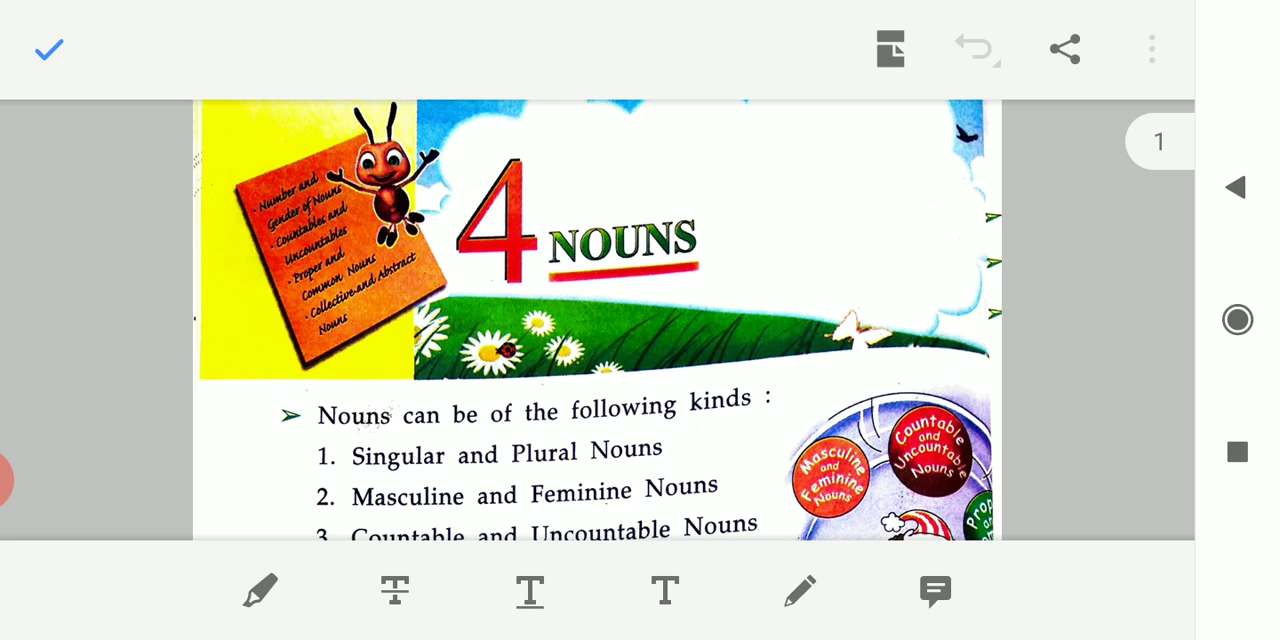 1
- Number and
Gender of Nouns
- Countables and
Uncountables
- Proper and
Common Nouns
- Collective and Abstract
Nouns
4
NOUNS
➢ Nouns can be of the following kinds :
1. Singular and Plural Nouns
2. Masculine and Feminine Nouns
3. Countable and Uncountable Nouns
Masculine
and
Feminine
Nouns
Countable
and
Uncountable
Nouns